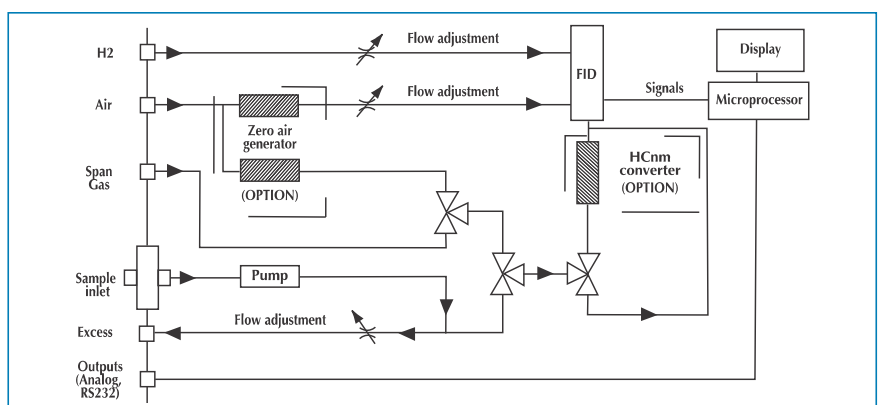 H2
Flow adjustment
FID
Display
Air
Flow adjustment
Signals
Microprocessor
Zero air
generator
HCnm
converter
(OPTION)
Span
Gas
(OPTION)
Sample
inlet
Pump
Excess
Flow adjustment
Outputs
(Analog,
RS232)